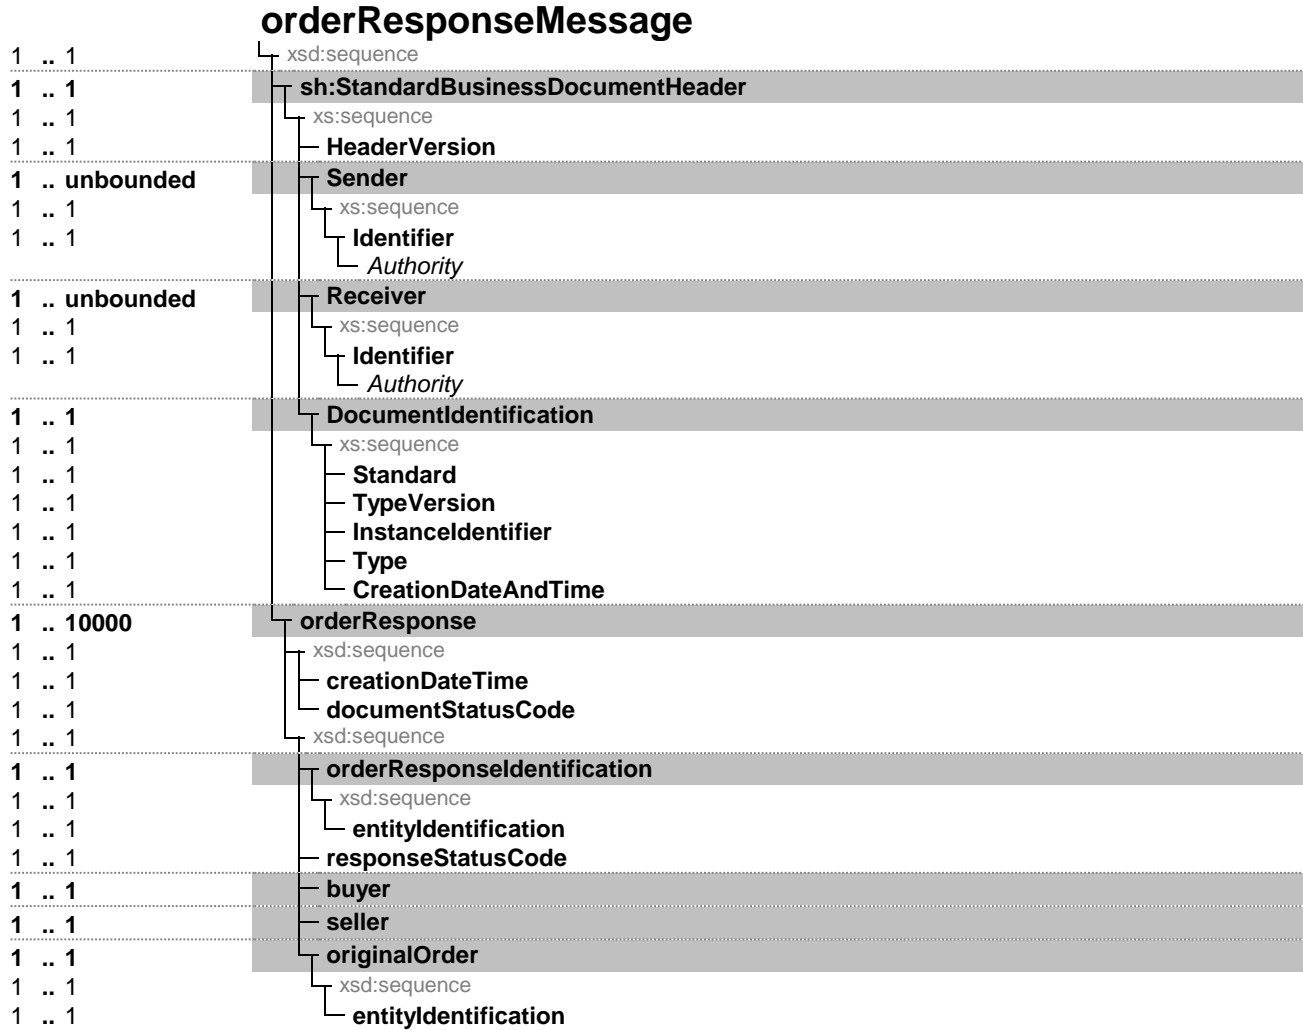 orderResponseMessage
1 .. 1 xsd:sequence
1 .. 1 sh:StandardBusinessDocumentHeader
1 .. 1 xs:sequence
1 .. 1 HeaderVersion
1 .. unbounded Sender
1 .. 1 xs:sequence
1 .. 1 Identifier
Authority
1 .. unbounded Receiver
1 .. 1 xs:sequence
1 .. 1 Identifier
Authority
1 .. 1 DocumentIdentification
1 .. 1 xs:sequence
1 .. 1 Standard
1 .. 1 TypeVersion
1 .. 1 InstanceIdentifier
1 .. 1 Type
1 .. 1 CreationDateAndTime
1 .. 10000 orderResponse
1 .. 1 xsd:sequence
1 .. 1 creationDateTime
1 .. 1 documentStatusCode
1 .. 1 xsd:sequence
1 .. 1 orderResponseIdentification
1 .. 1 xsd:sequence
1 .. 1 entityIdentification
1 .. 1 responseStatusCode
1 .. 1 buyer
1 .. 1 seller
1 .. 1 originalOrder
1 .. 1 xsd:sequence
1 .. 1 entityIdentification